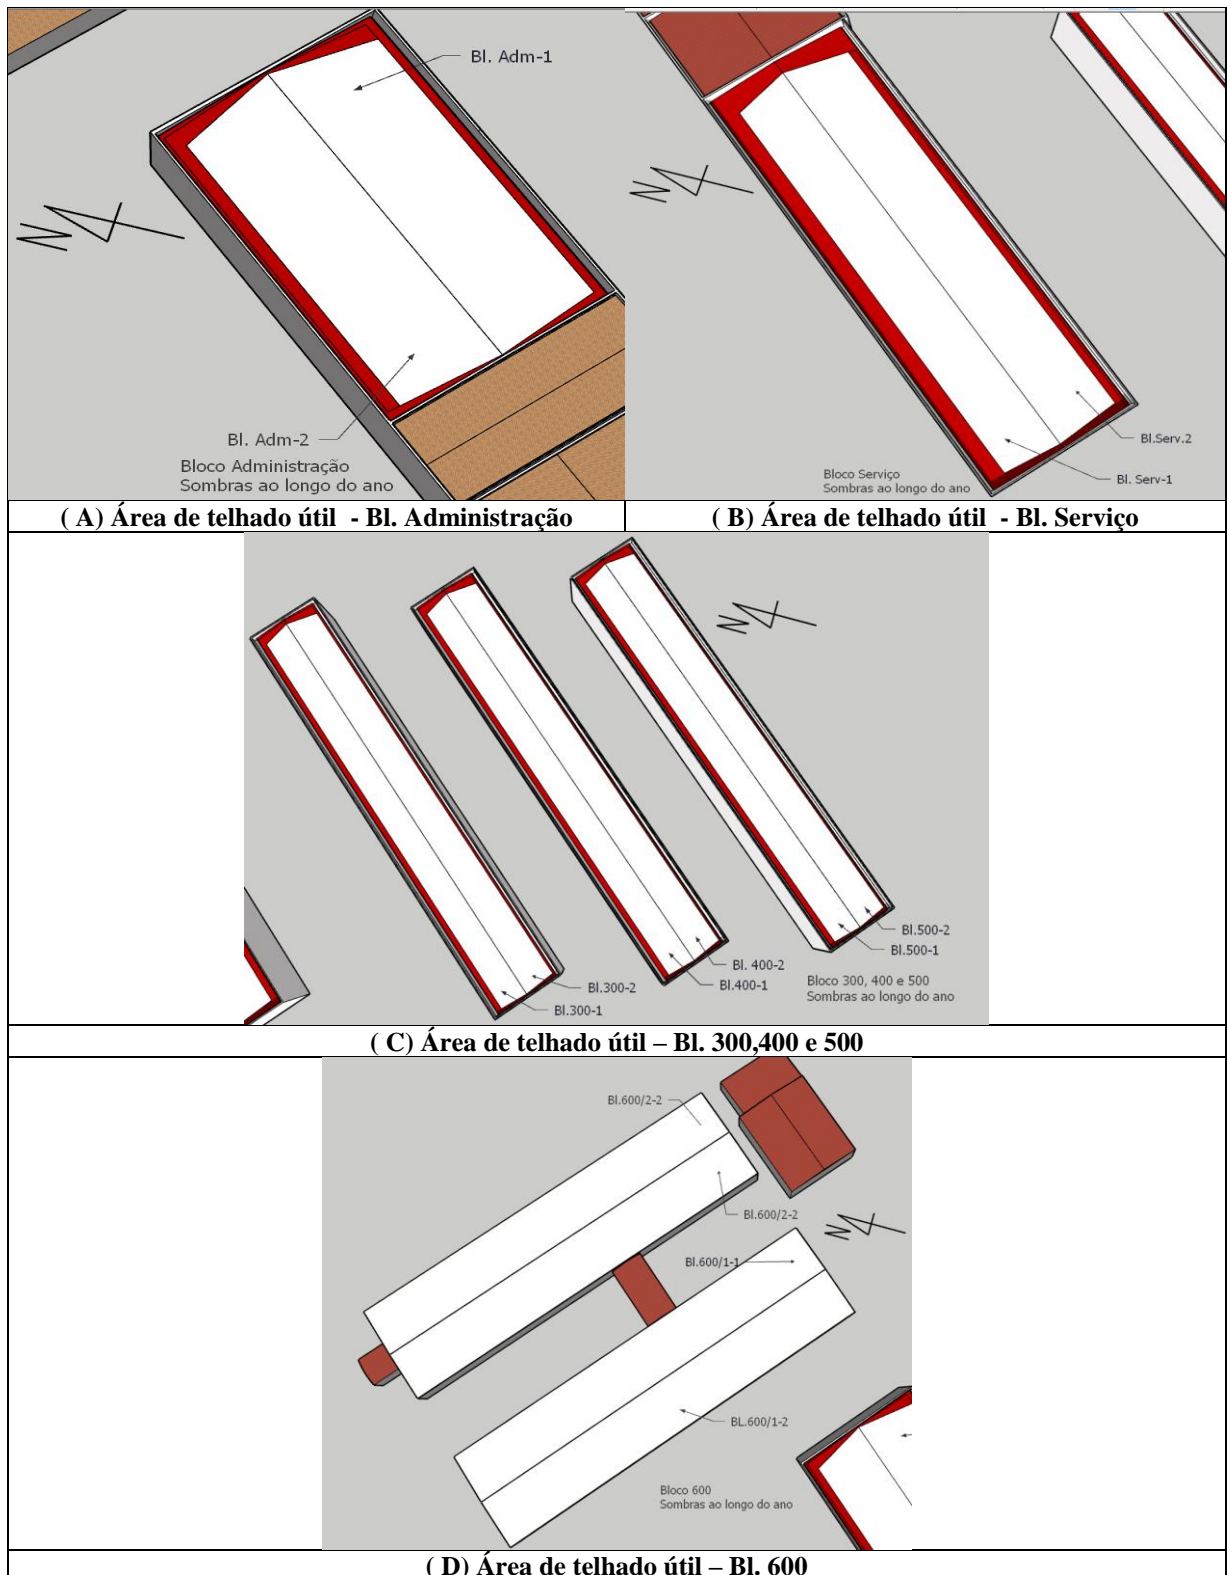 Bl. Adm-1
N
Bl. Adm-2
Bloco Administração
Sombras ao longo do ano
N
Bl.Serv.2
Bl. Serv-1
Bloco Serviço
Sombras ao longo do ano
( A) Área de telhado útil - Bl. Administração
( B) Área de telhado útil - Bl. Serviço
N
Bl.500-2
Bl.500-1
Bl. 400-2
Bl.400-1
Bl.300-2
Bl.300-1
Bloco 300, 400 e 500
Sombras ao longo do ano
( C) Área de telhado útil – Bl. 300,400 e 500
Bl.600/2-2
Bl.600/2-2
N
Bl.600/1-1
BL.600/1-2
Bloco 600
Sombras ao longo do ano
( D) Área de telhado útil – Bl. 600